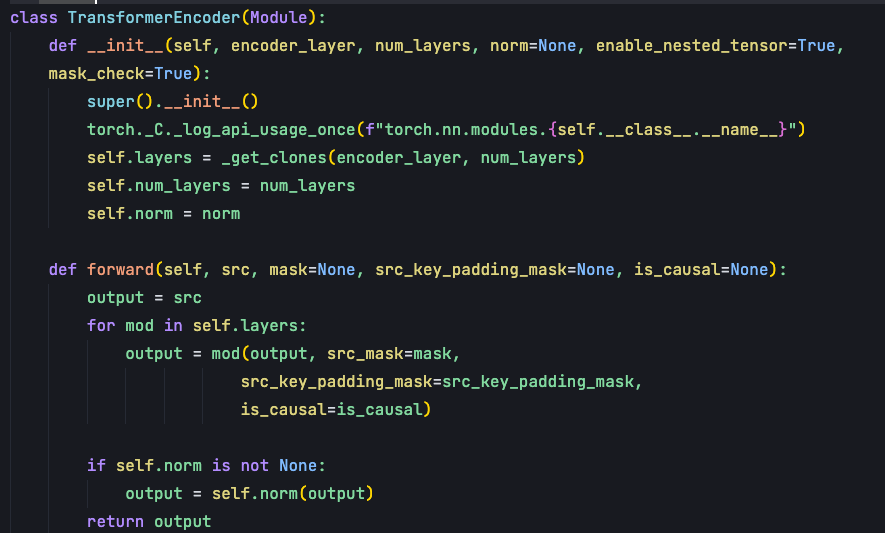 class TransformerEncoder(Module):
    def __init__(self, encoder_layer, num_layers, norm=None, enable_nested_tensor=True,
    mask_check=True):
        super().__init__()
        torch._C._log_api_usage_once(f"torch.nn.modules.{self.__class__.__name__}")
        self.layers = _get_clones(encoder_layer, num_layers)
        self.num_layers = num_layers
        self.norm = norm

    def forward(self, src, mask=None, src_key_padding_mask=None, is_causal=None):
        output = src
        for mod in self.layers:
            output = mod(output, src_mask=mask,
                        src_key_padding_mask=src_key_padding_mask,
                        is_causal=is_causal)

        if self.norm is not None:
            output = self.norm(output)
        return output